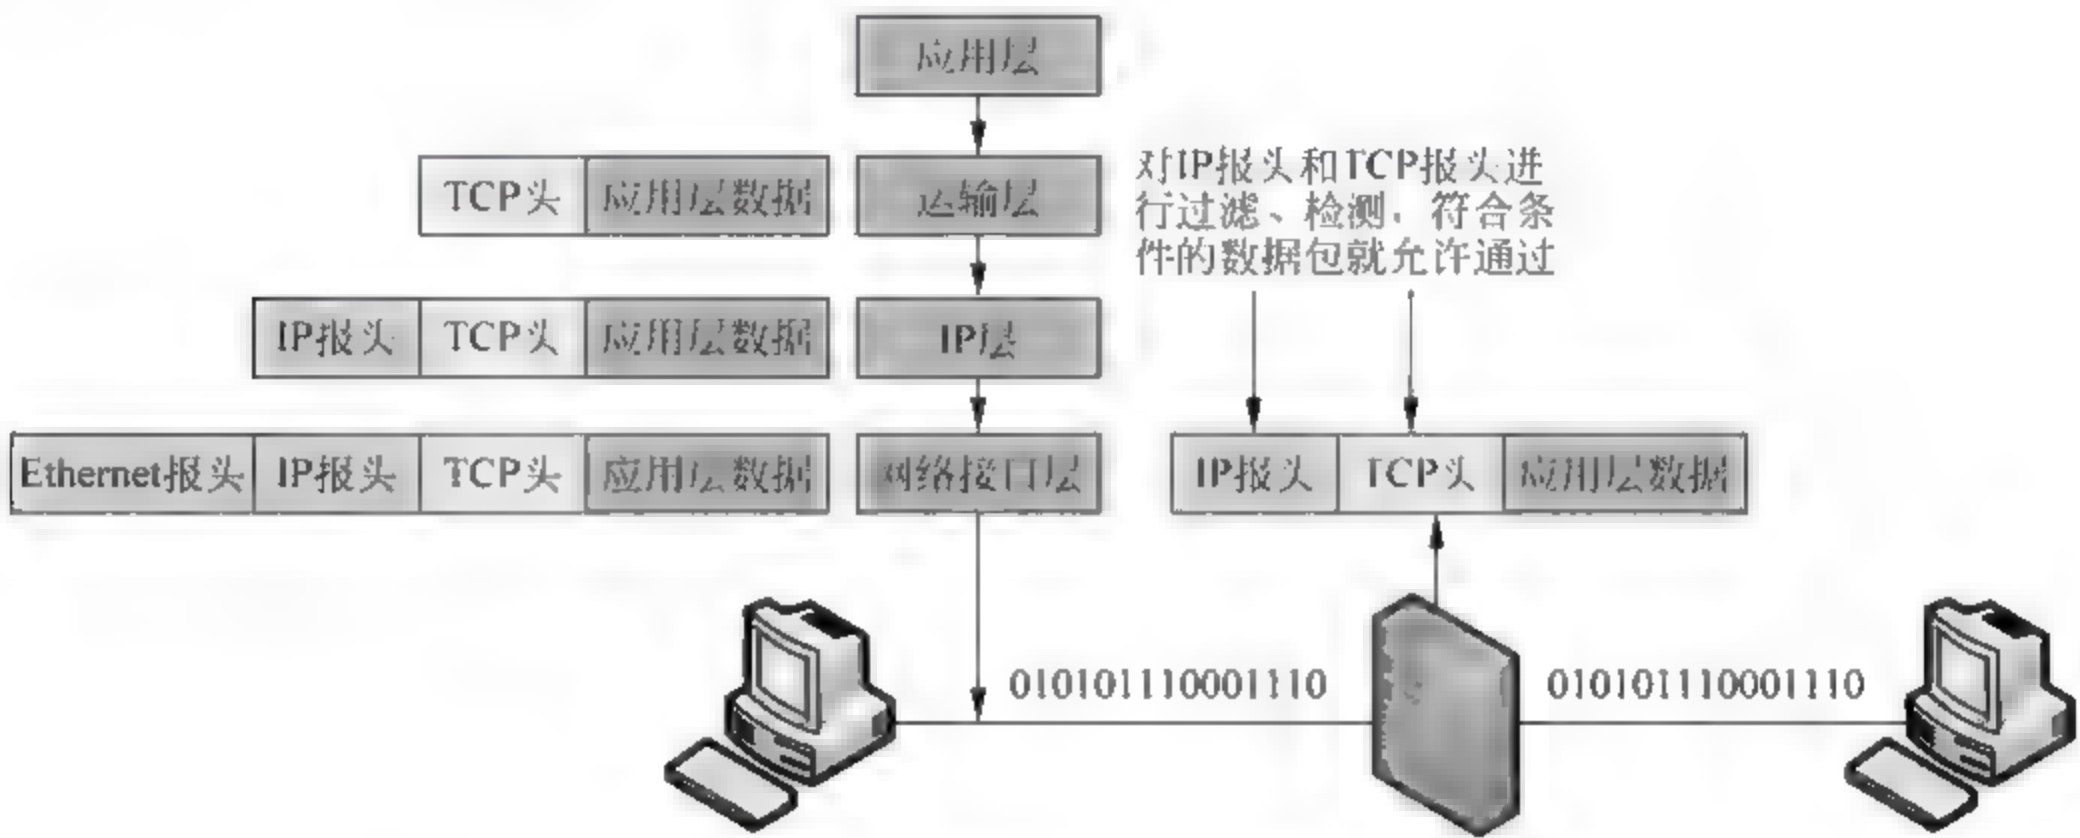 应用层
TCP头 应用层数据 运输层
对IP报头和TCP报头进
行过滤、检测，符合条
件的数据包就允许通过
IP报头 TCP头 应用层数据 IP层
Ethernet报头 IP报头 TCP头 应用层数据 网络接口层 IP报头 TCP头 应用层数据
010101110001110 010101110001110